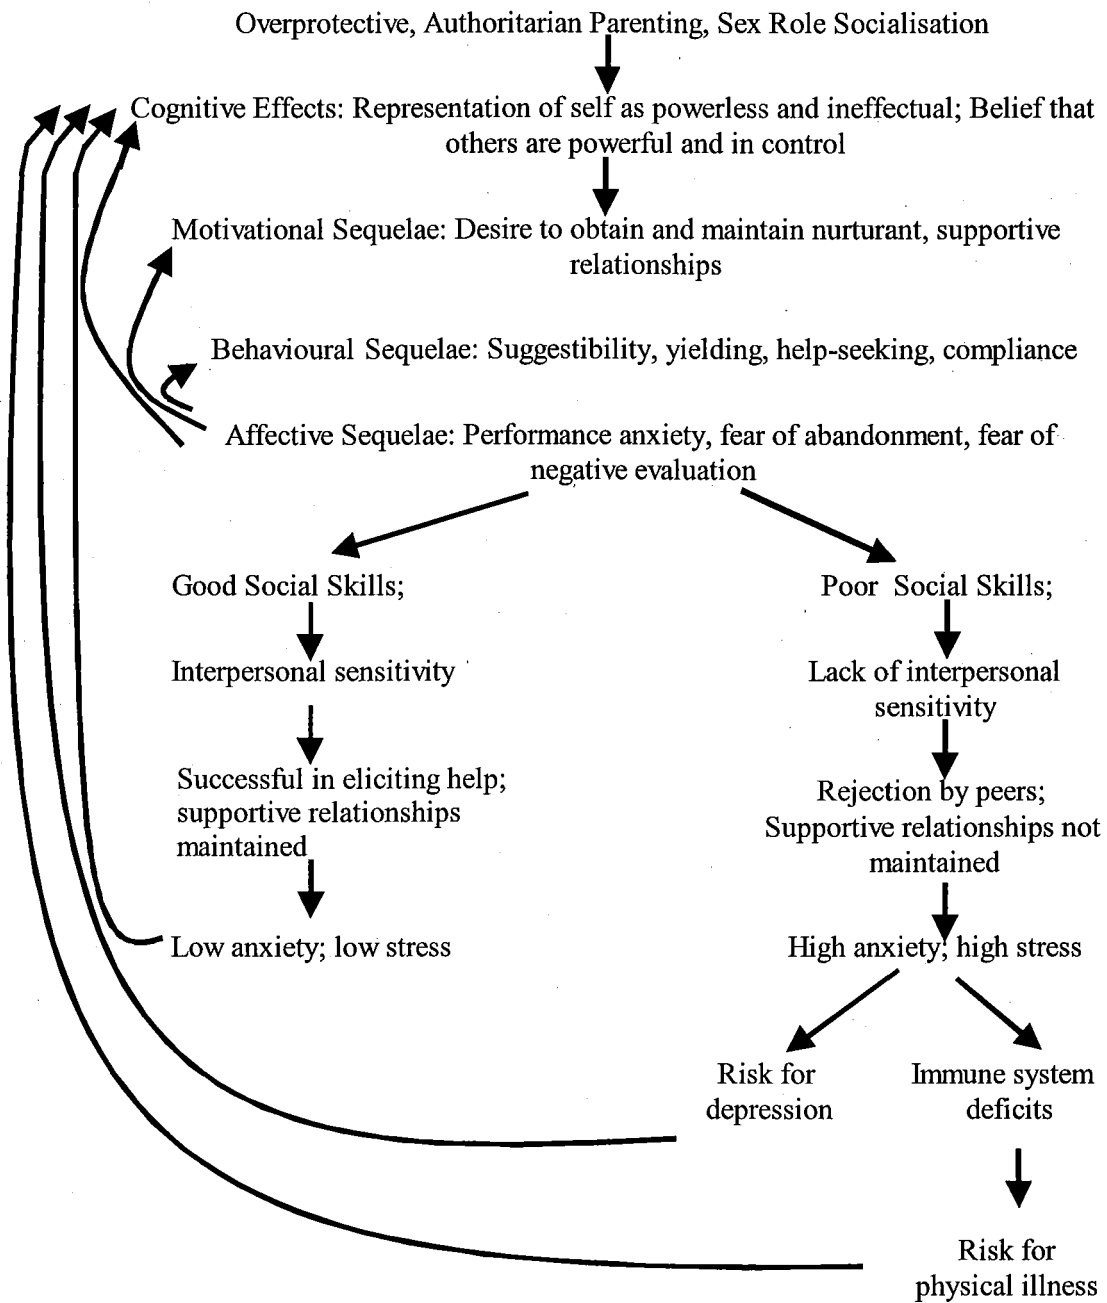 Overprotective, Authoritarian Parenting, Sex Role Socialisation
Cognitive Effects: Representation of self as powerless and ineffectual; Belief that
others are powerful and in control
Motivational Sequelae: Desire to obtain and maintain nurturant, supportive
relationships
Behavioural Sequelae: Suggestibility, yielding, help-seeking, compliance
Affective Sequelae: Performance anxiety, fear of abandonment, fear of
negative evaluation
Good Social Skills;
Interpersonal sensitivity
Successful in eliciting help;
supportive relationships
maintained
Low anxiety; low stress
Poor Social Skills;
Lack of interpersonal
sensitivity
Rejection by peers;
Supportive relationships not
maintained
High anxiety; high stress
Risk for
depression
Immune system
deficits
Risk for
physical illness